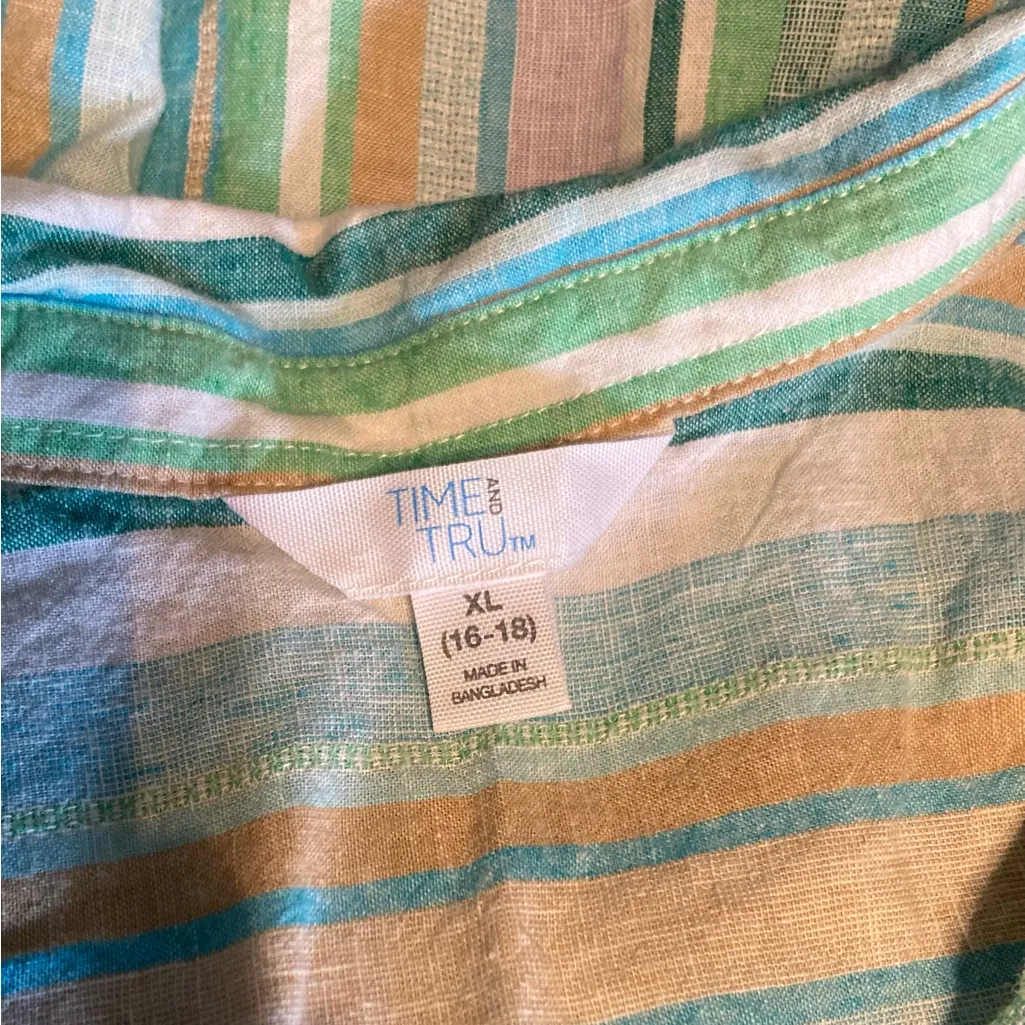 TIME AND
TRU™
XL
(16-18)
MADE IN
BANGLADESH